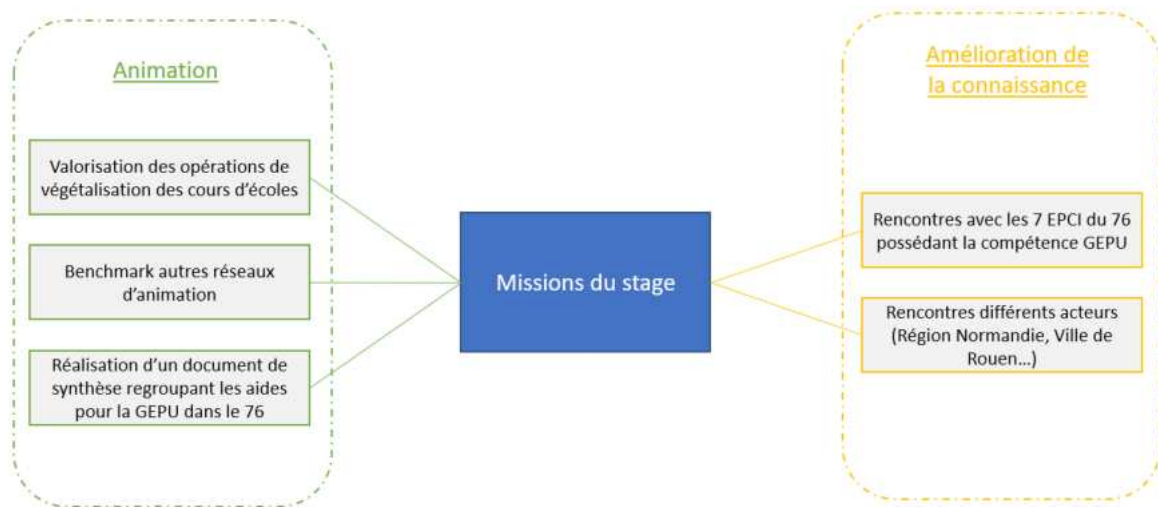 Animation
Valorisation des opérations de
végétalisation des cours d’écoles
Benchmark autres réseaux
d’animation
Réalisation d’un document de
synthèse regroupant les aides
pour la GEPU dans le 76
Missions du stage
Amélioration de
la connaissance
Rencontres avec les 7 EPCI du 76
possédant la compétence GEPU
Rencontres différents acteurs
(Région Normandie, Ville de
Rouen…)